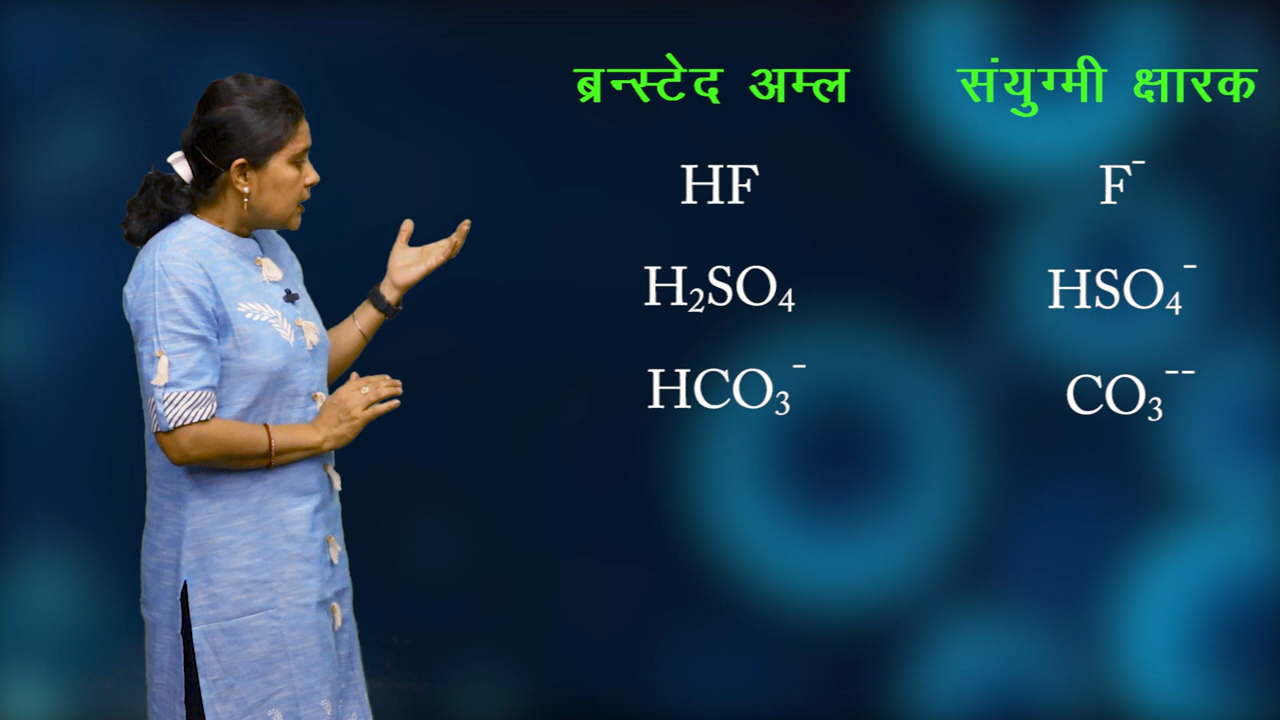 ब्रन्स्टेद अम्ल संयुग्मी क्षारक
HF F⁻
H₂SO₄ HSO₄⁻
HCO₃⁻ CO₃⁻⁻